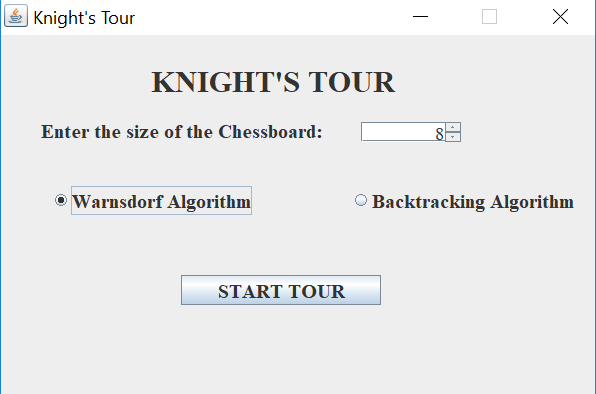 Knight's Tour
KNIGHT'S TOUR
Enter the size of the Chessboard: 8
Warnsdorf Algorithm Backtracking Algorithm
START TOUR